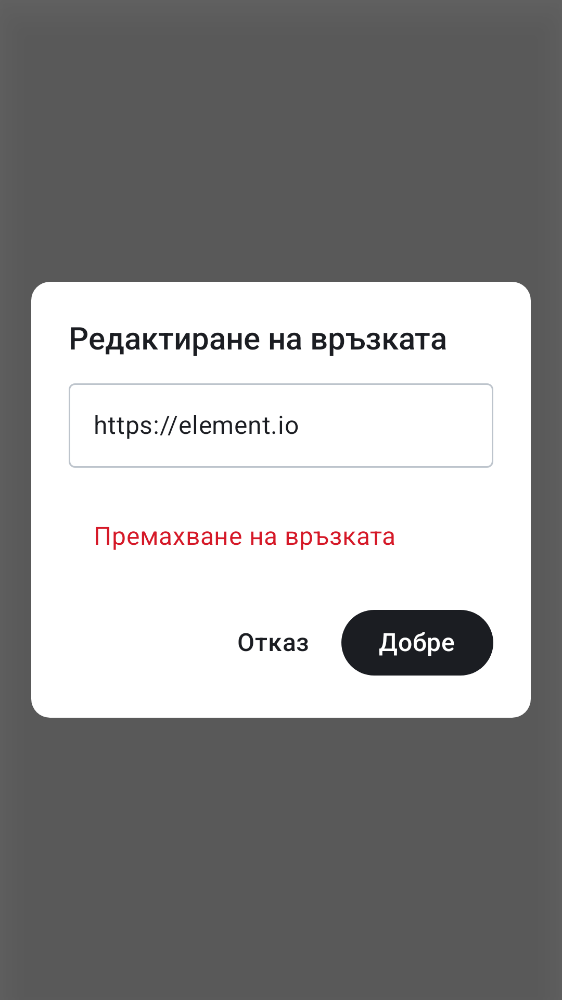 Редактиране на връзката
https://element.io
Премахване на връзката
Отказ
Добре